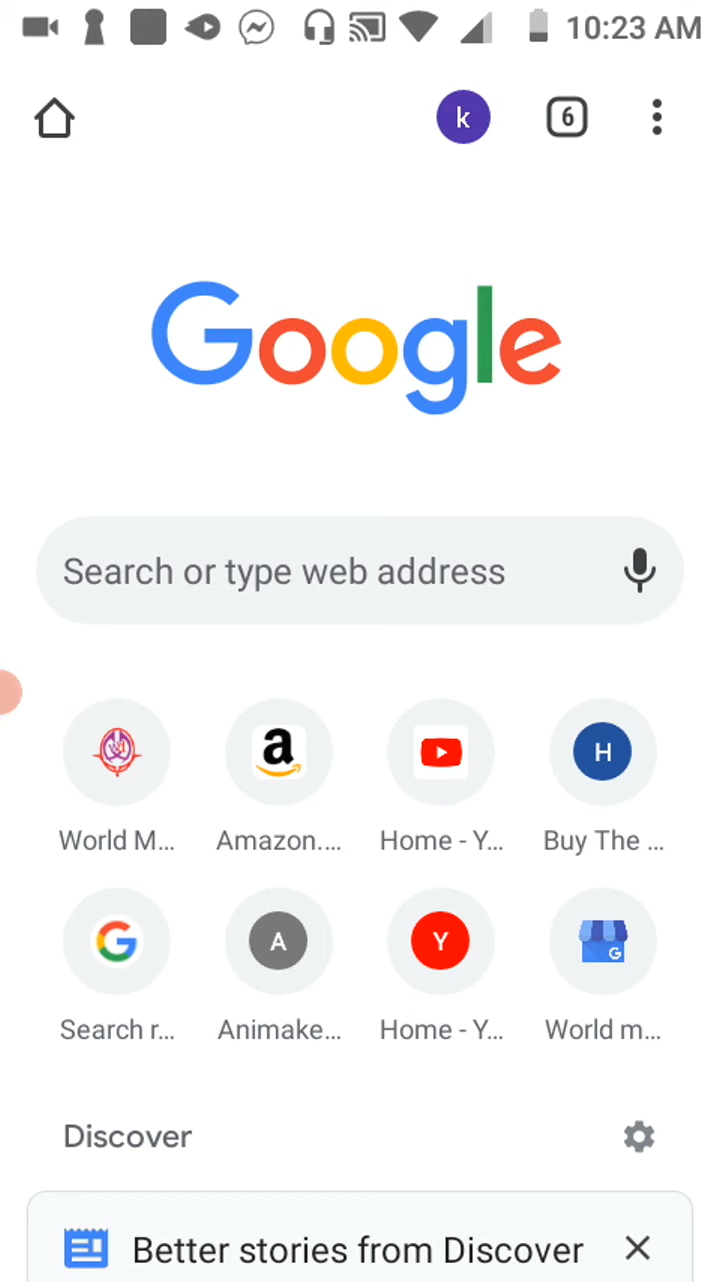 10:23 AM
k
6
Google
Search or type web address
a
H
World M...
Amazon....
Home - Y...
Buy The ...
G
A
Y
G
Search r...
Animake...
Home - Y...
World m...
Discover
Better stories from Discover